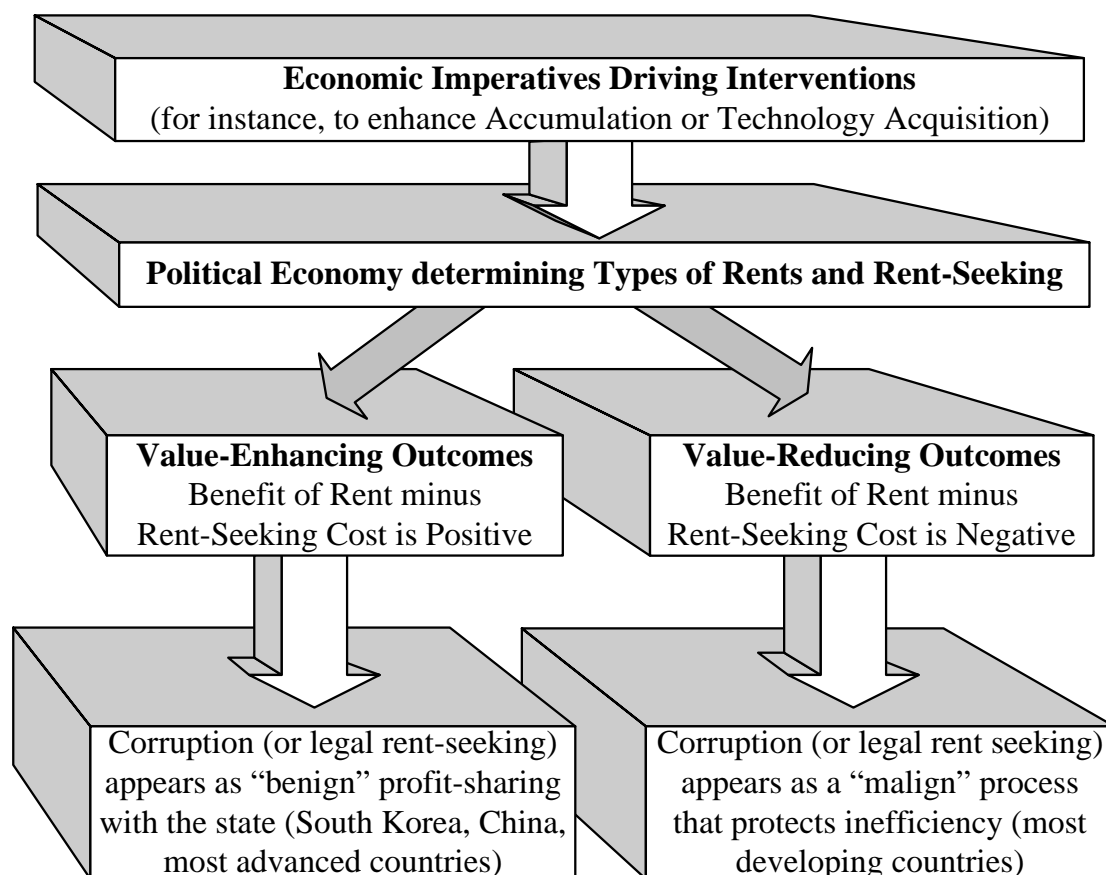 Economic Imperatives Driving Interventions
(for instance, to enhance Accumulation or Technology Acquisition)
Political Economy determining Types of Rents and Rent-Seeking
Value-Enhancing Outcomes
Benefit of Rent minus
Rent-Seeking Cost is Positive
Value-Reducing Outcomes
Benefit of Rent minus
Rent-Seeking Cost is Negative
Corruption (or legal rent-seeking)
appears as “benign” profit-sharing
with the state (South Korea, China,
most advanced countries)
Corruption (or legal rent seeking)
appears as a “malign” process
that protects inefficiency (most
developing countries)